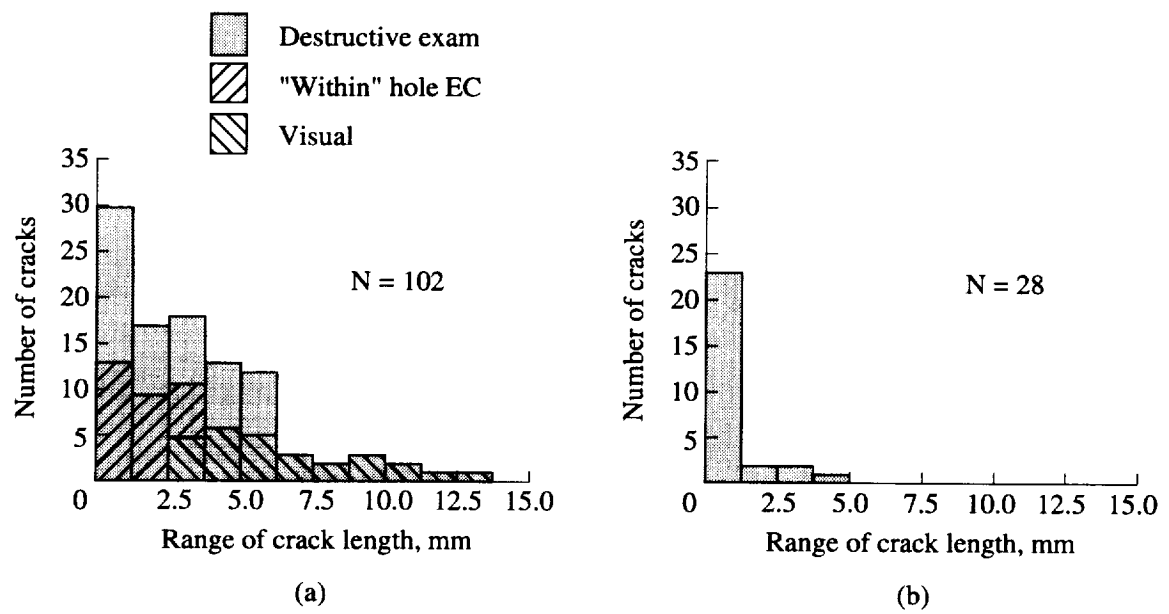 Destructive exam
"Within" hole EC
Visual
35
30
25
20
15
10
5
0 2.5 5.0 7.5 10.0 12.5 15.0
Number of cracks
N = 102
Range of crack length, mm
(a)
35
30
25
20
15
10
5
0 2.5 5.0 7.5 10.0 12.5 15.0
Number of cracks
N = 28
Range of crack length, mm
(b)